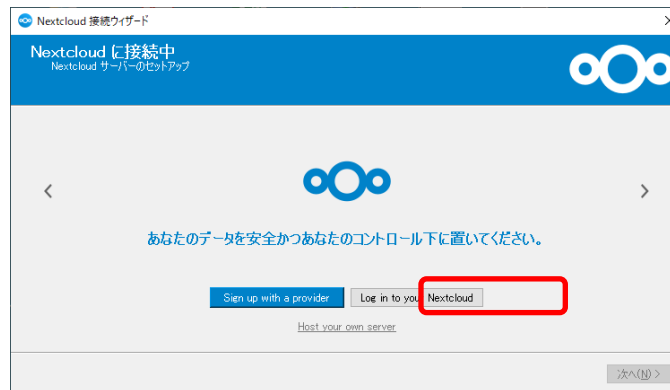 Nextcloud 接続ウィザード
Nextcloud に接続中
Nextcloud サーバーのセットアップ
あなたのデータを安全かつあなたのコントロール下に置いてください。
Sign up with a provider
Log in to you Nextcloud
Host your own server
次へ(N) >